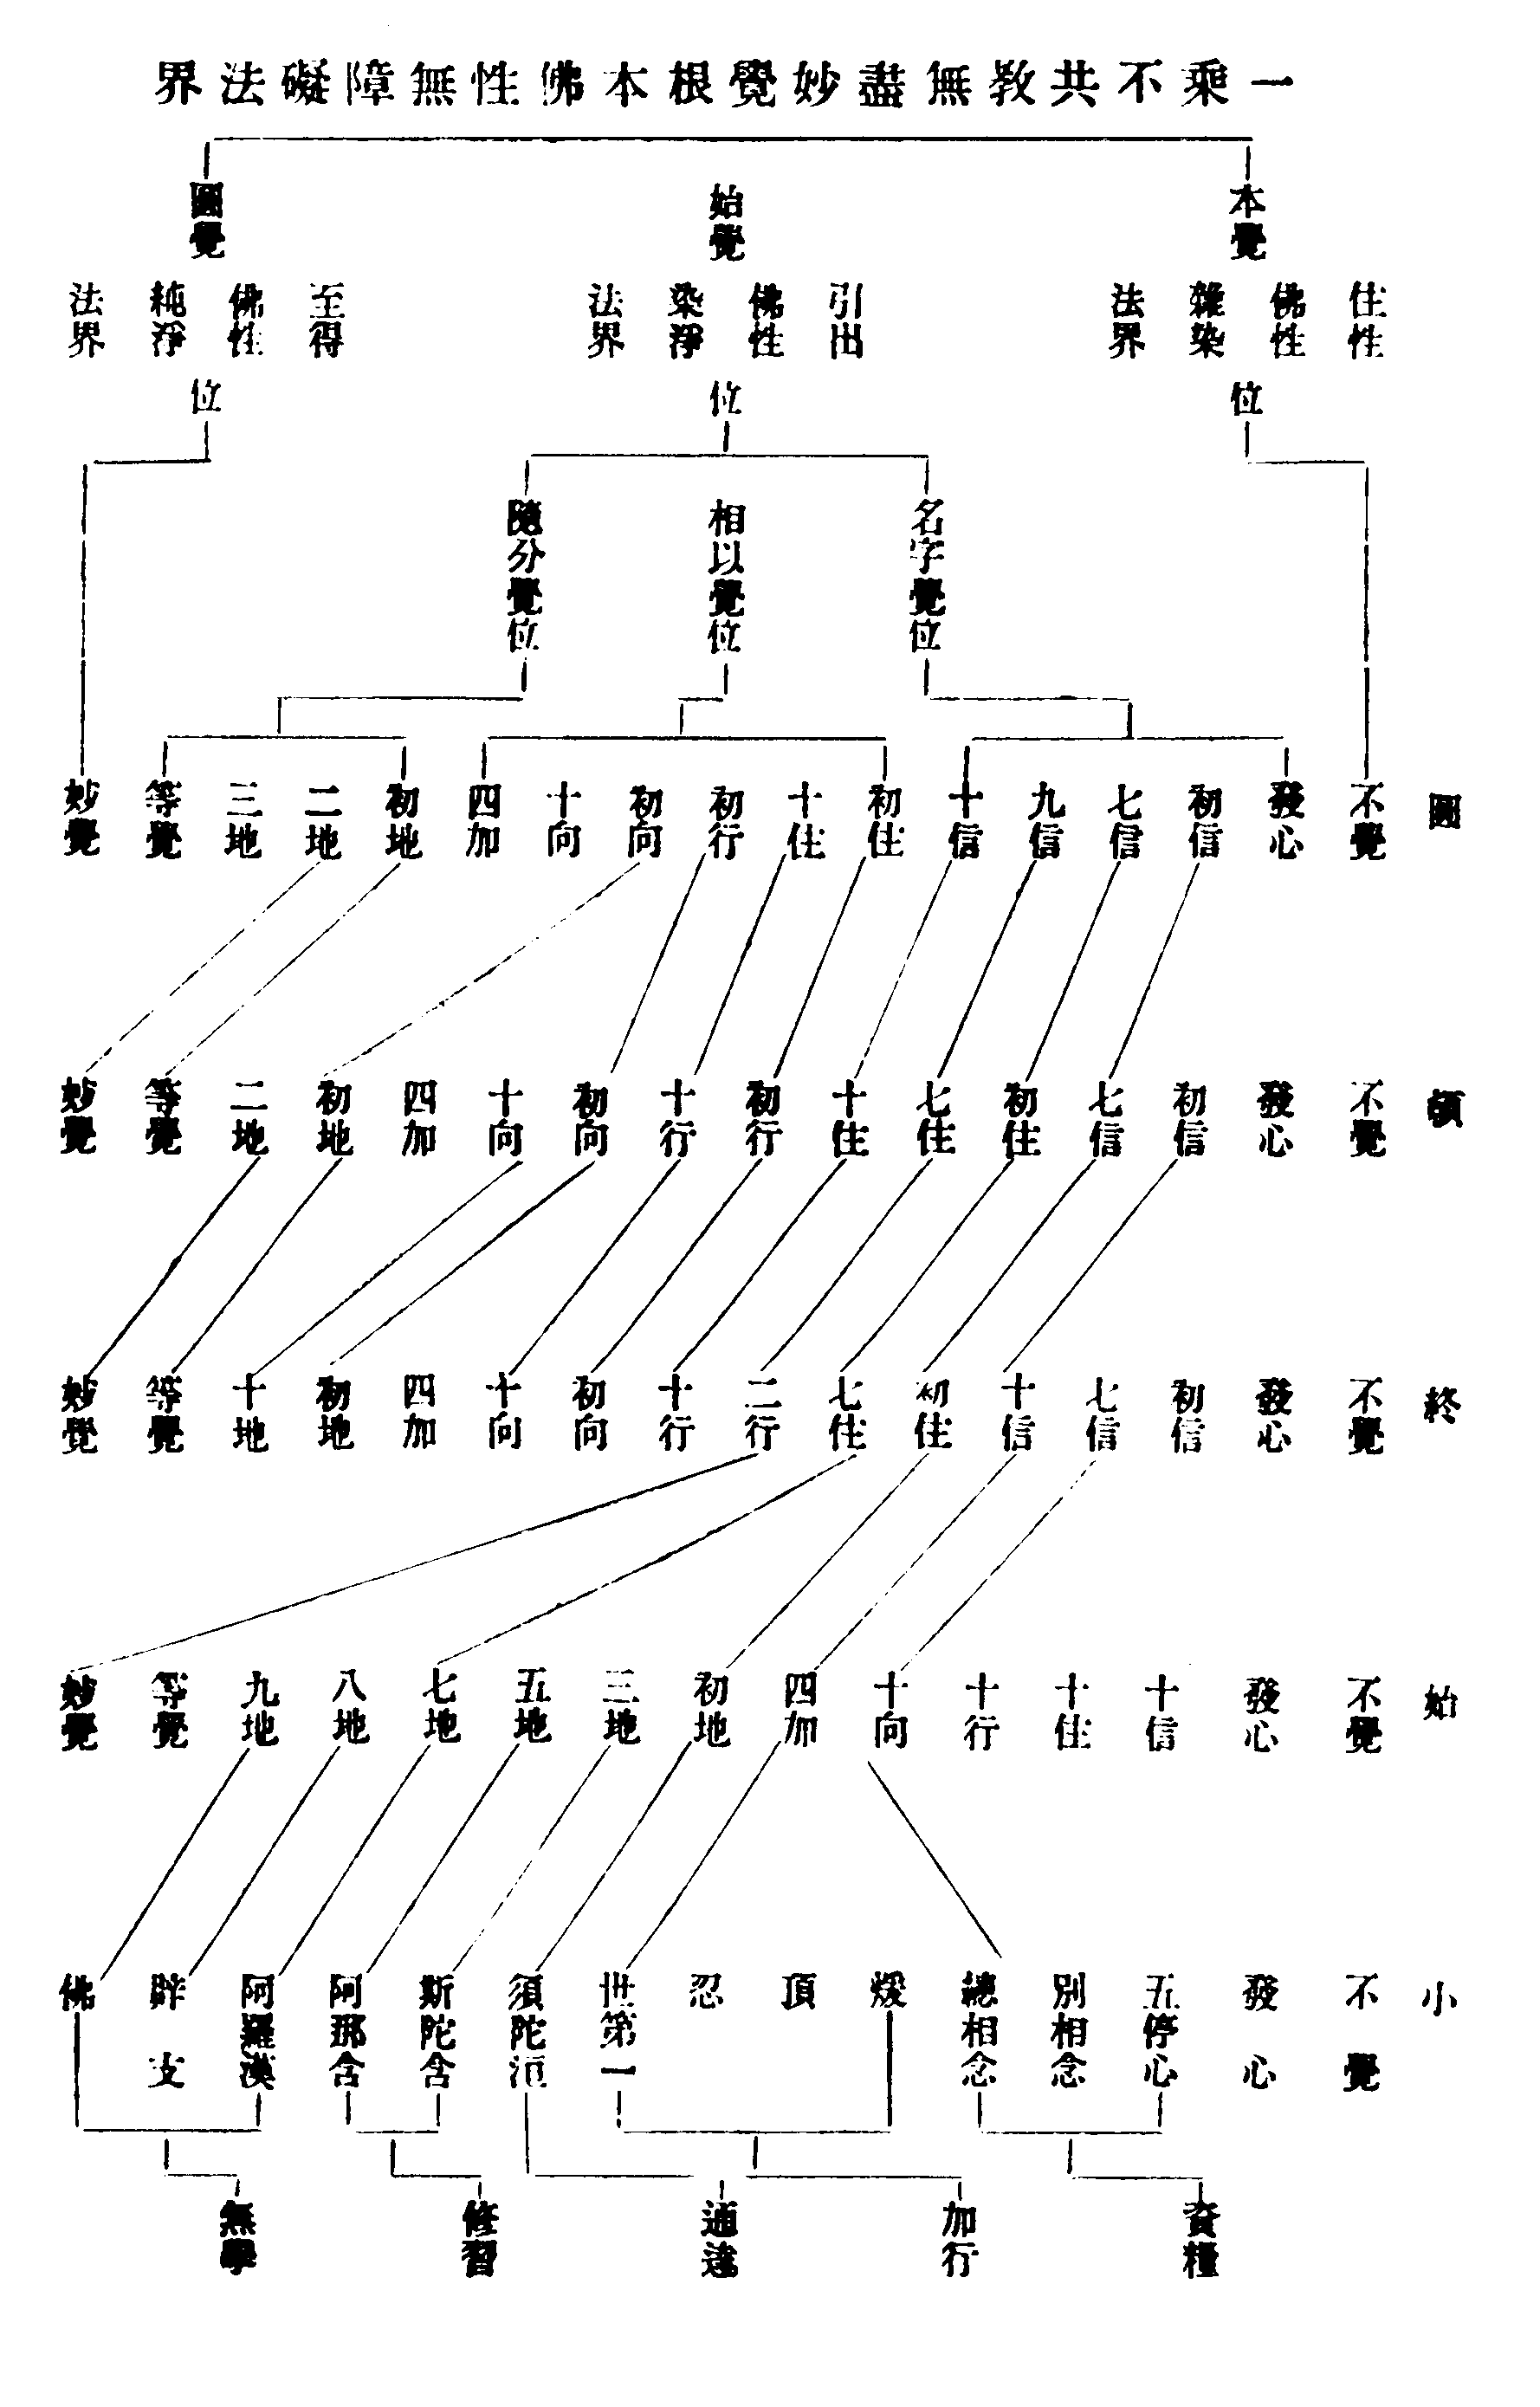 一乘不共教無盡妙覺根本佛性無障礙法界
本覺
住性
佛性
雜染
法界
位
始覺
引出
佛性
染淨
法界
位
圓覺
至得
佛性
純淨
法界
位
名字覺位
相以覺位
隨分覺位
圓
不覺
發心
初信
七信
九信
十信
初住
十住
初行
初向
十向
四加
初地
二地
三地
等覺
妙覺
頓
不覺
發心
初信
七信
初住
七住
十住
初行
十行
初向
十向
四加
初地
二地
等覺
妙覺
終
不覺
發心
初信
七信
十信
初住
七住
二行
十行
初向
十向
四加
初地
十地
等覺
妙覺
始
不覺
發心
十信
十住
十行
十向
四加
初地
三地
五地
七地
八地
九地
等覺
妙覺
小
不覺
發心
五停心
別相念
總相念
煖
頂
忍
世第一
須陀洹
斯陀含
阿那含
阿羅漢
辟支
佛
資糧
加行
通達
修習
無學